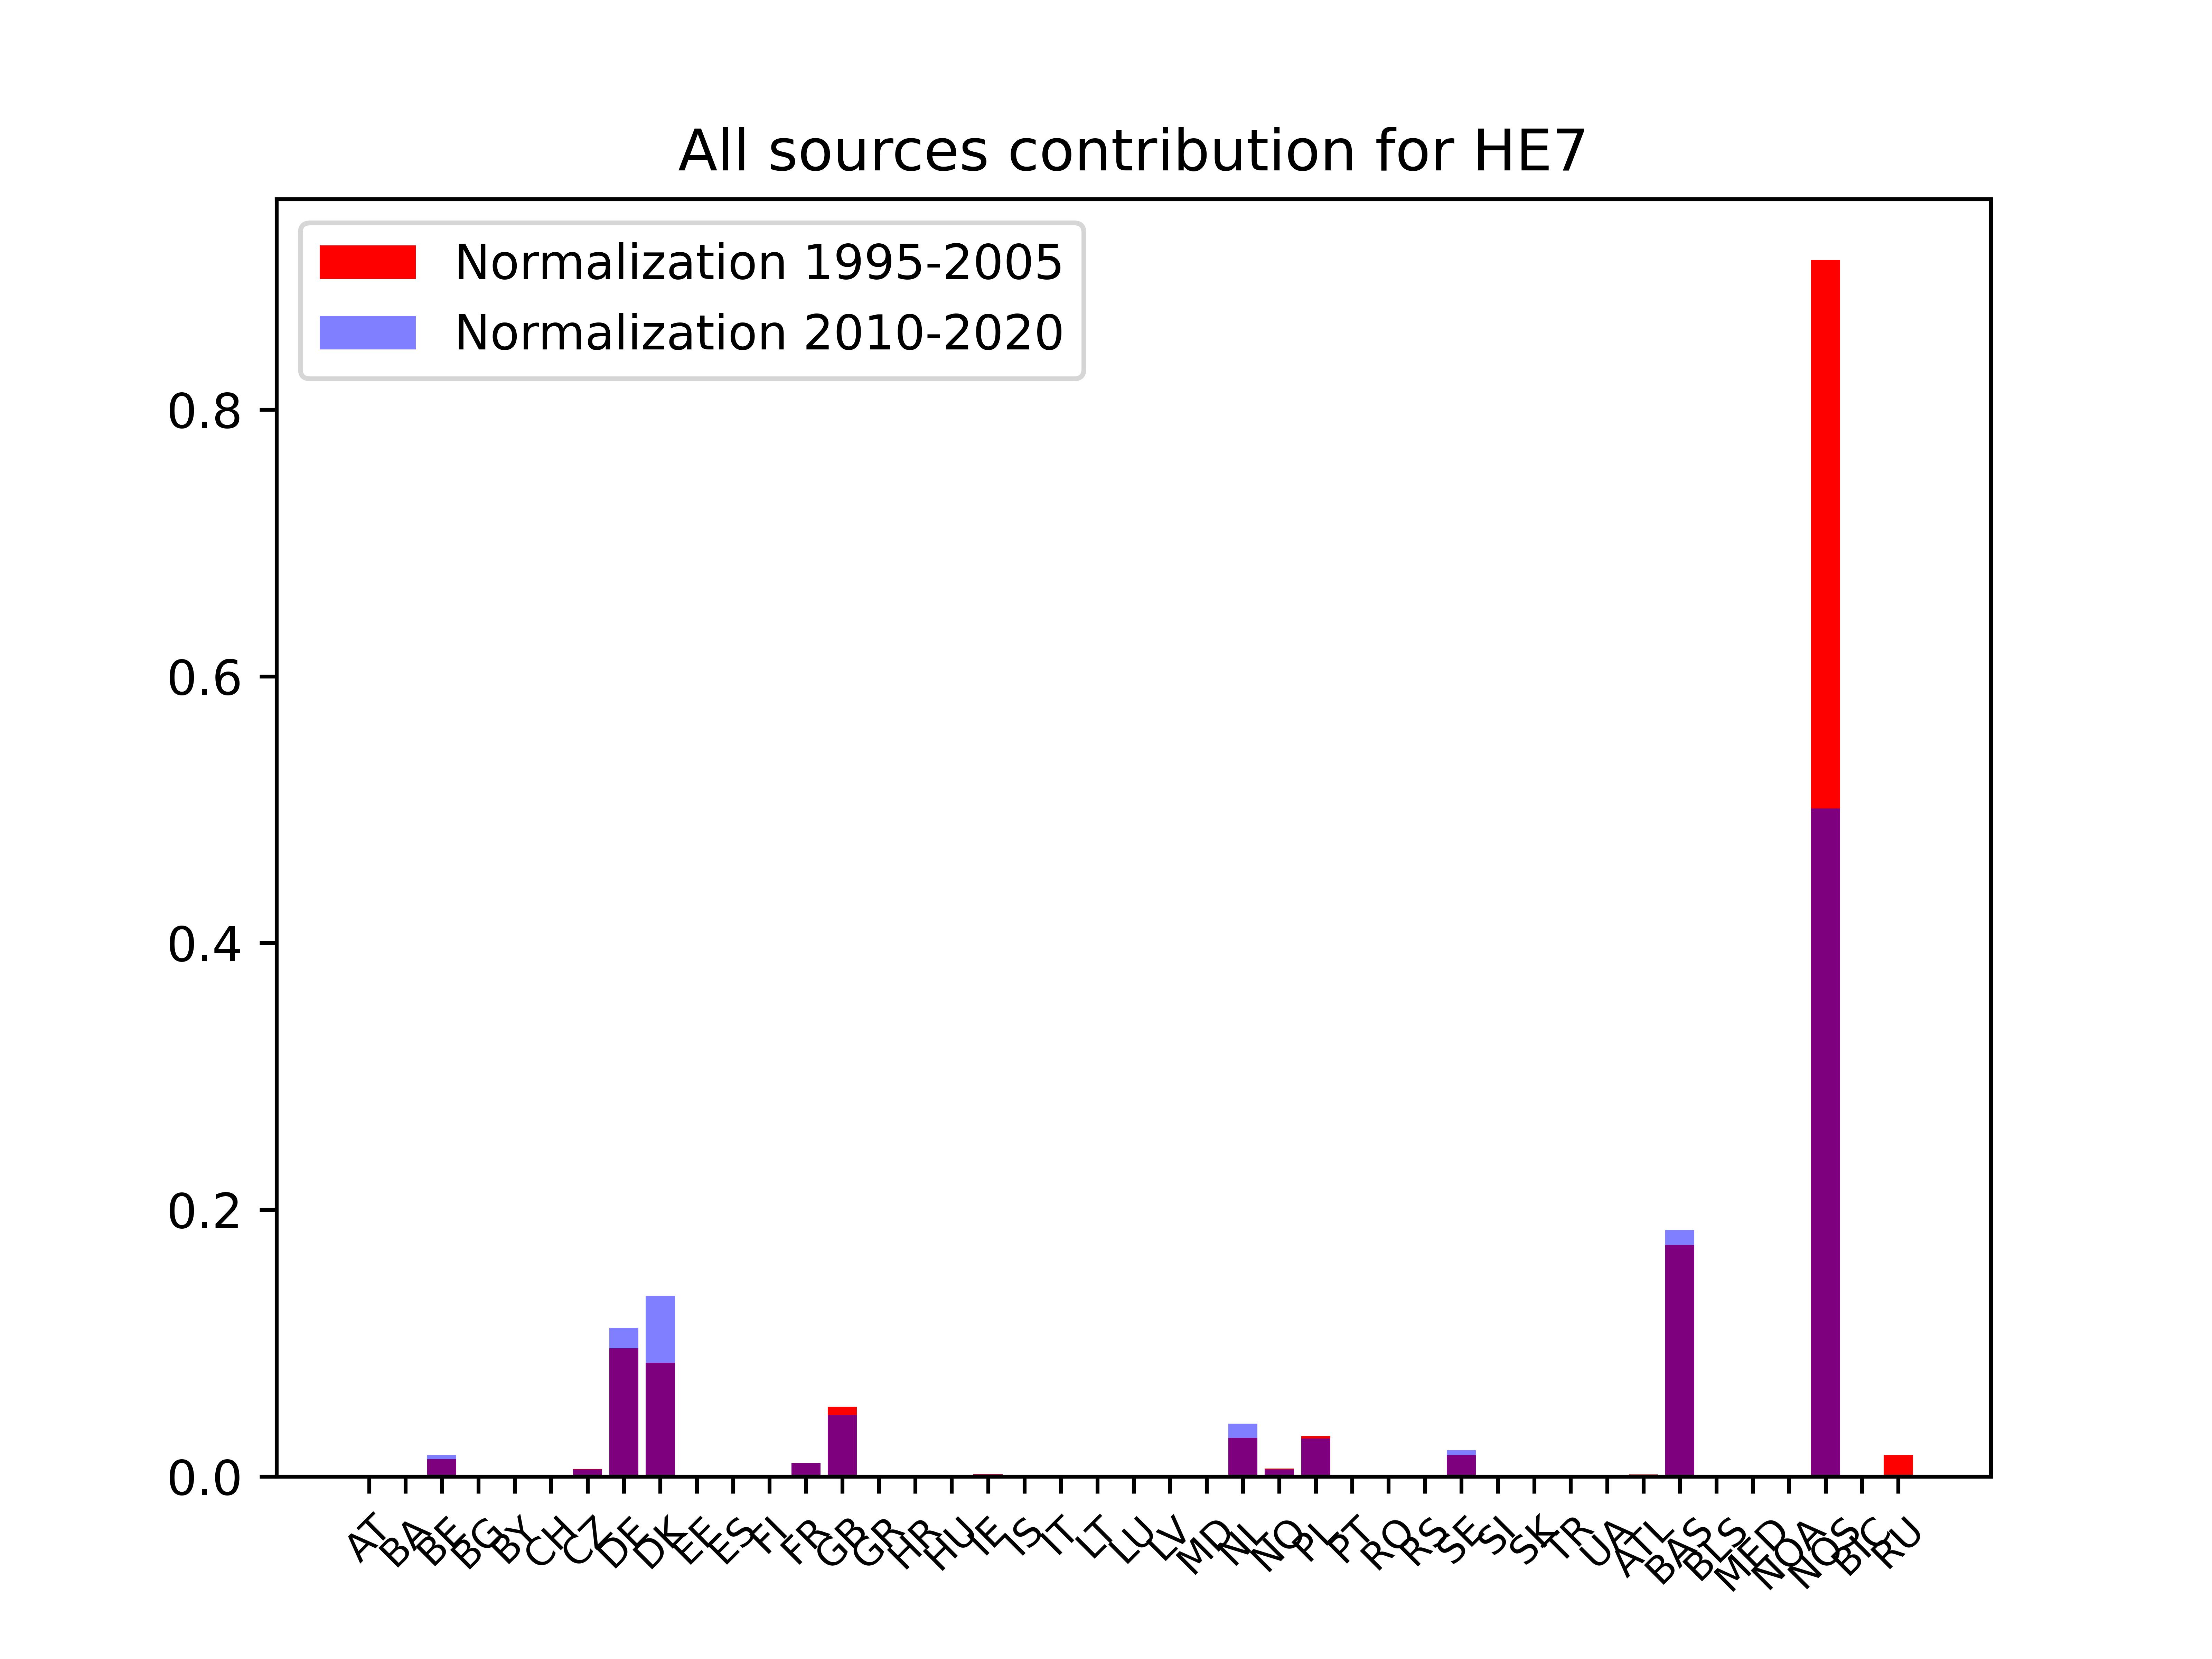 All sources contribution for HE7
Normalization 1995-2005
Normalization 2010-2020
0.8
0.6
0.4
0.2
0.0
AT BA BE BG BY CH CZ DE DK EE ES FI FR GB GR HR HU IE IS IT LT LU LV MD NL NO PL PT RO RS SE SI SK TR UA ATL BAS BLS MED NOA NOS BIC RU